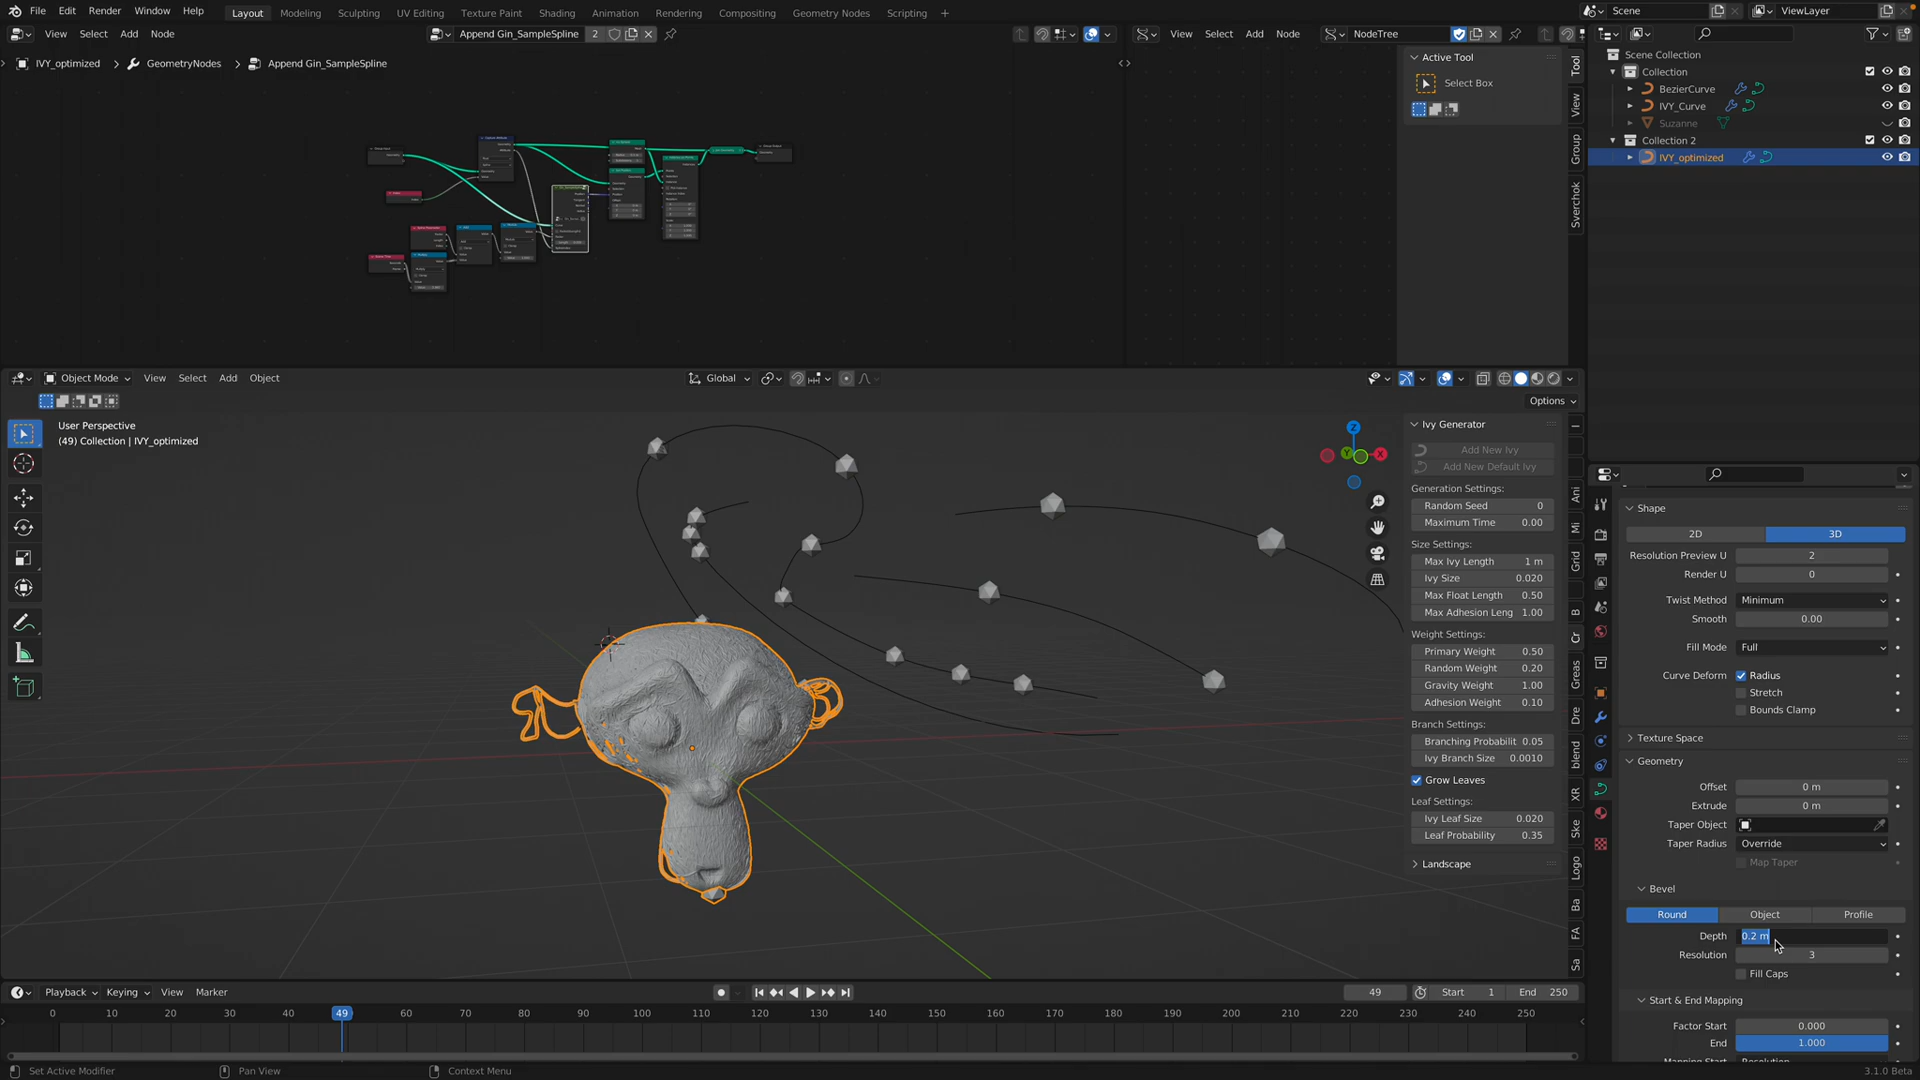 File Edit Render Window Help Layout Modeling Sculpting UV Editing Texture Paint Shading Animation Rendering Compositing Geometry Nodes Scripting + Scene ViewLayer
View Select Add Node Append Gin_SampleSpline 2 View Select Add Node NodeTree
IVY_optimized > GeometryNodes > Append Gin_SampleSpline
Active Tool
Select Box
Tool
View
Group
Sverchok
Scene Collection
Collection
BezierCurve
IVY_Curve
Suzanne
Collection 2
IVY_optimized
Object Mode View Select Add Object Global
Options
User Perspective
(49) Collection | IVY_optimized
Z
Y
X
Ivy Generator
Add New Ivy
Add New Default Ivy
Generation Settings:
Random Seed 0
Maximum Time 0.00
Size Settings:
Max Ivy Length 1 m
Ivy Size 0.020
Max Float Length 0.50
Max Adhesion Leng 1.00
Weight Settings:
Primary Weight 0.50
Random Weight 0.20
Gravity Weight 1.00
Adhesion Weight 0.10
Branch Settings:
Branching Probabilit 0.05
Ivy Branch Size 0.0010
Grow Leaves
Leaf Settings:
Ivy Leaf Size 0.020
Leaf Probability 0.35
Landscape
I
Ani
Mi
Grid
B
Cr
Greas
Dre
blend
XR
Ske
Logo
Ba
FA
Sa
Shape
2D 3D
Resolution Preview U 2
Render U 0
Twist Method Minimum
Smooth 0.00
Fill Mode Full
Curve Deform Radius
Stretch
Bounds Clamp
Texture Space
Geometry
Offset 0 m
Extrude 0 m
Taper Object
Taper Radius Override
Map Taper
Bevel
Round Object Profile
Depth 0.2 m
Resolution 3
Fill Caps
Start & End Mapping
Factor Start 0.000
End 1.000
Playback Keying View Marker 49 Start 1 End 250
0 10 20 30 40 49 60 70 80 90 100 110 120 130 140 150 160 170 180 190 200 210 220 230 240 250
Set Active Modifier Pan View Context Menu 3.1.0 Beta